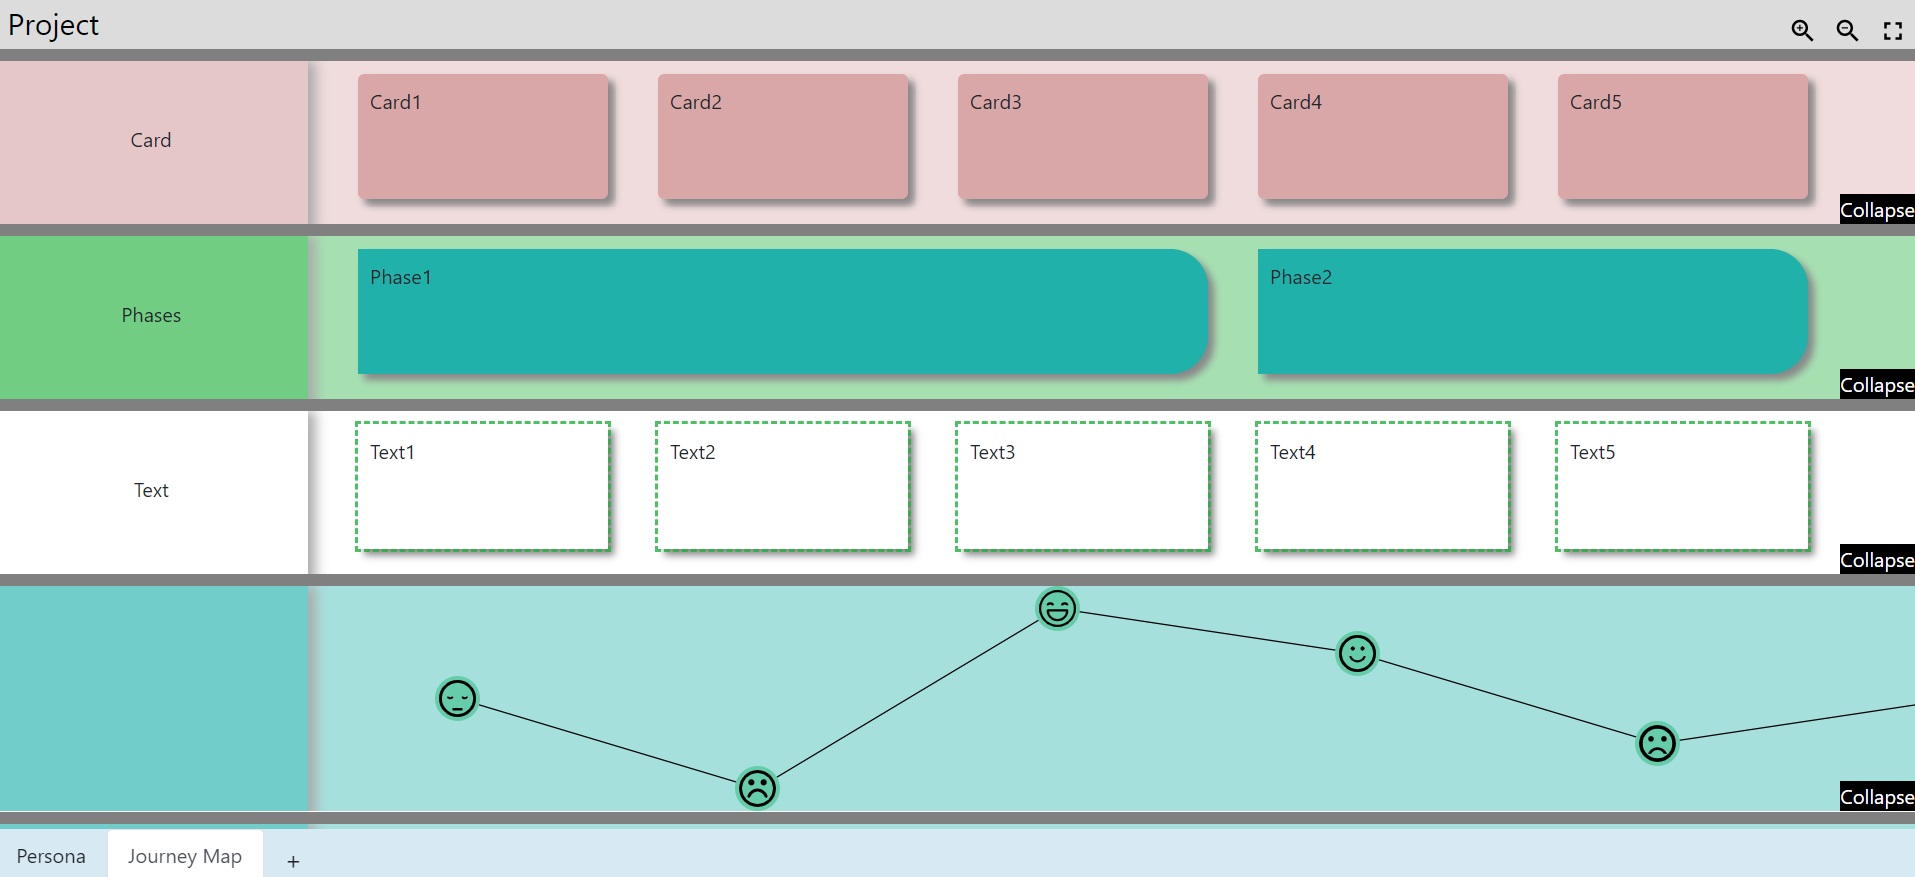 Project
Card
Card1
Card2
Card3
Card4
Card5
Collapse
Phases
Phase1
Phase2
Collapse
Text
Text1
Text2
Text3
Text4
Text5
Collapse
Collapse
Persona
Journey Map
+